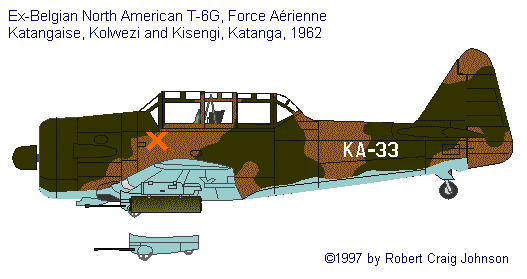 Ex-Belgian North American T-6G, Force Aérienne
Katangaise, Kolwezi and Kisengi, Katanga, 1962
KA-33
©1997 by Robert Craig Johnson